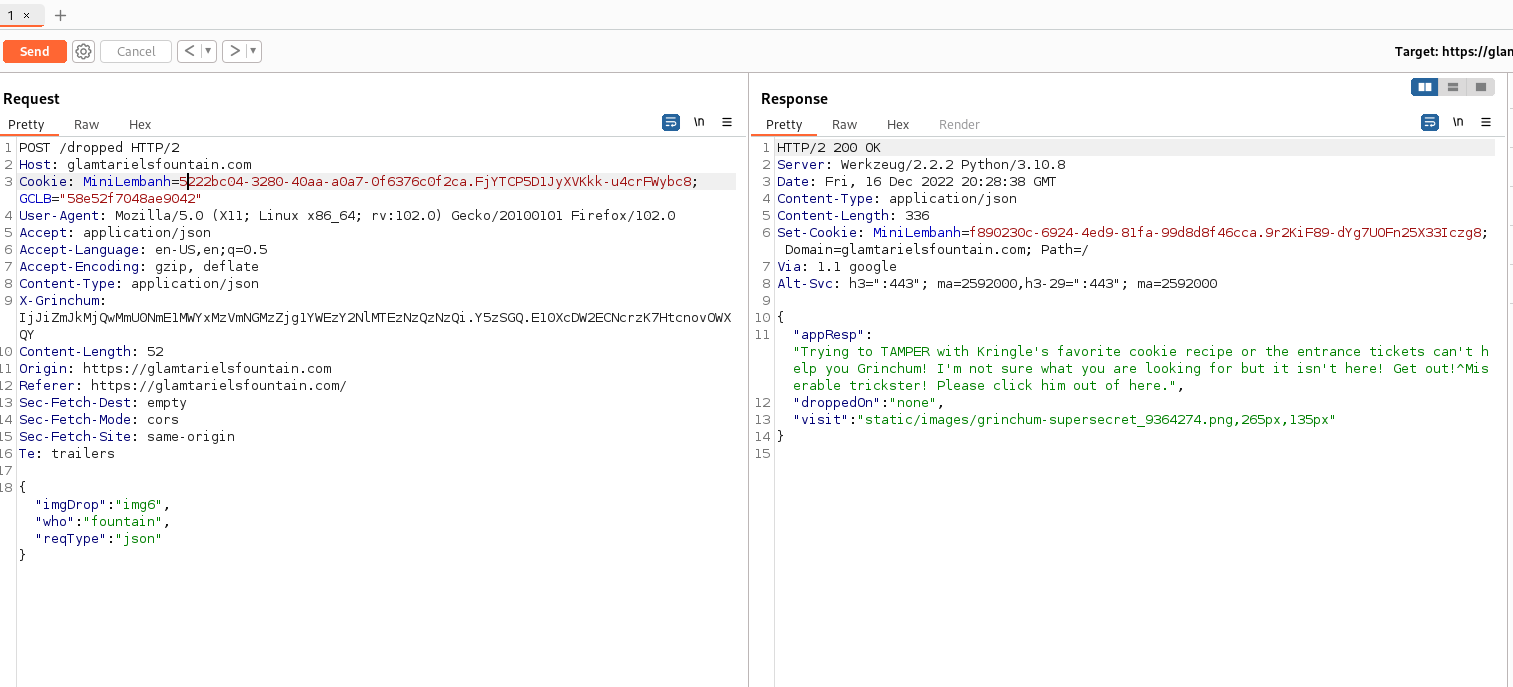 1 ×
+
Send Cancel < ▼ > ▼ Target: https://glam
Request
Pretty Raw Hex \n ≡
1 POST /dropped HTTP/2
2 Host: glamtarielsfountain.com
3 Cookie: MiniLembanh=5222bc04-3280-40aa-a0a7-0f6376c0f2ca.FjYTCP5D1JyXVKkk-u4crFWybc8;
GCLB="58e52f7048ae9042"
4 User-Agent: Mozilla/5.0 (X11; Linux x86_64; rv:102.0) Gecko/20100101 Firefox/102.0
5 Accept: application/json
6 Accept-Language: en-US,en;q=0.5
7 Accept-Encoding: gzip, deflate
8 Content-Type: application/json
9 X-Grinchum:
IjJiZmJkMjQwMmU0NmE1MWYxMzVmNGMzZjg1YWEzY2NlMTEzNzQzNzQi.Y5zSGQ.E10XcDW2ECNcrzK7HtcnovOWX
QY
10 Content-Length: 52
11 Origin: https://glamtarielsfountain.com
12 Referer: https://glamtarielsfountain.com/
13 Sec-Fetch-Dest: empty
14 Sec-Fetch-Mode: cors
15 Sec-Fetch-Site: same-origin
16 Te: trailers
17
18 {
"imgDrop":"img6",
"who":"fountain",
"reqType":"json"
}
Response
Pretty Raw Hex Render \n ≡
1 HTTP/2 200 OK
2 Server: Werkzeug/2.2.2 Python/3.10.8
3 Date: Fri, 16 Dec 2022 20:28:38 GMT
4 Content-Type: application/json
5 Content-Length: 336
6 Set-Cookie: MiniLembanh=f890230c-6924-4ed9-81fa-99d8d8f46cca.9r2KiF89-dYg7UOFn25X33Iczg8;
Domain=glamtarielsfountain.com; Path=/
7 Via: 1.1 google
8 Alt-Svc: h3=":443"; ma=2592000,h3-29=":443"; ma=2592000
9
10 {
11 "appResp":
"Trying to TAMPER with Kringle's favorite cookie recipe or the entrance tickets can't h
elp you Grinchum! I'm not sure what you are looking for but it isn't here! Get out!^Mis
erable trickster! Please click him out of here.",
12 "droppedOn":"none",
13 "visit":"static/images/grinchum-supersecret_9364274.png,265px,135px"
14 }
15